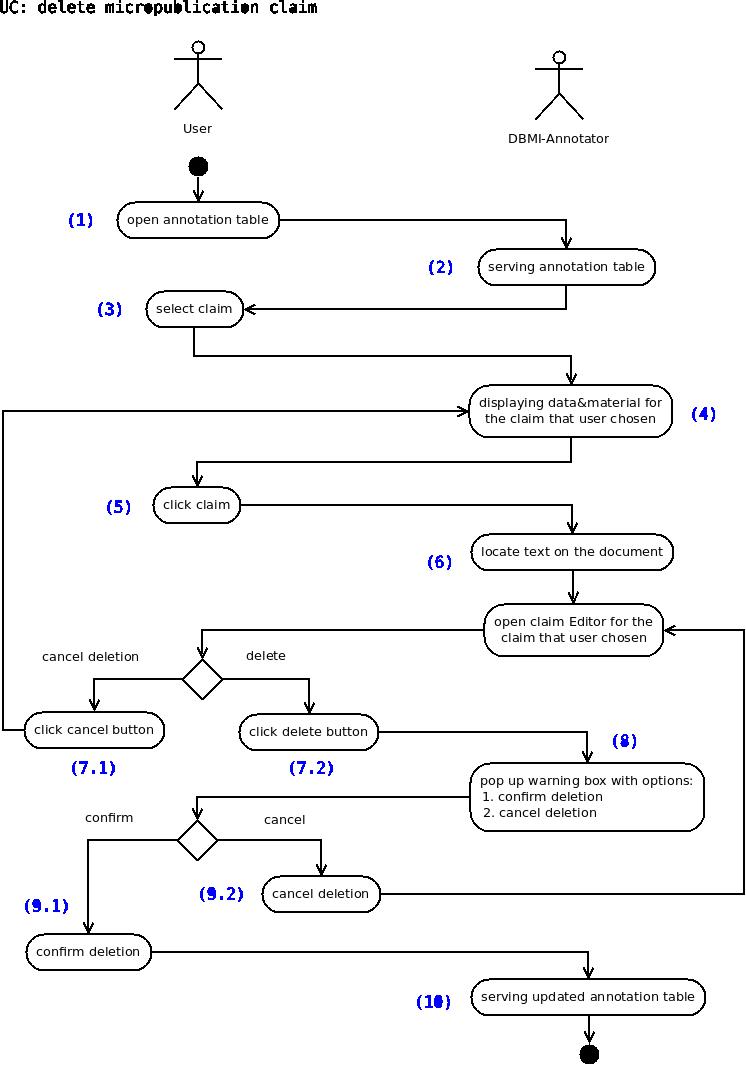 UC: delete micropublication claim
User
DBMI-Annotator
(1)
open annotation table
(2)
serving annotation table
(3)
select claim
displaying data&material for
the claim that user chosen
(4)
(5)
click claim
(6)
locate text on the document
open claim Editor for the
claim that user chosen
cancel deletion
delete
click cancel button
click delete button
(7.1)
(7.2)
(8)
pop up warning box with options:
1. confirm deletion
2. cancel deletion
confirm
cancel
(9.1)
(9.2)
cancel deletion
confirm deletion
(10)
serving updated annotation table